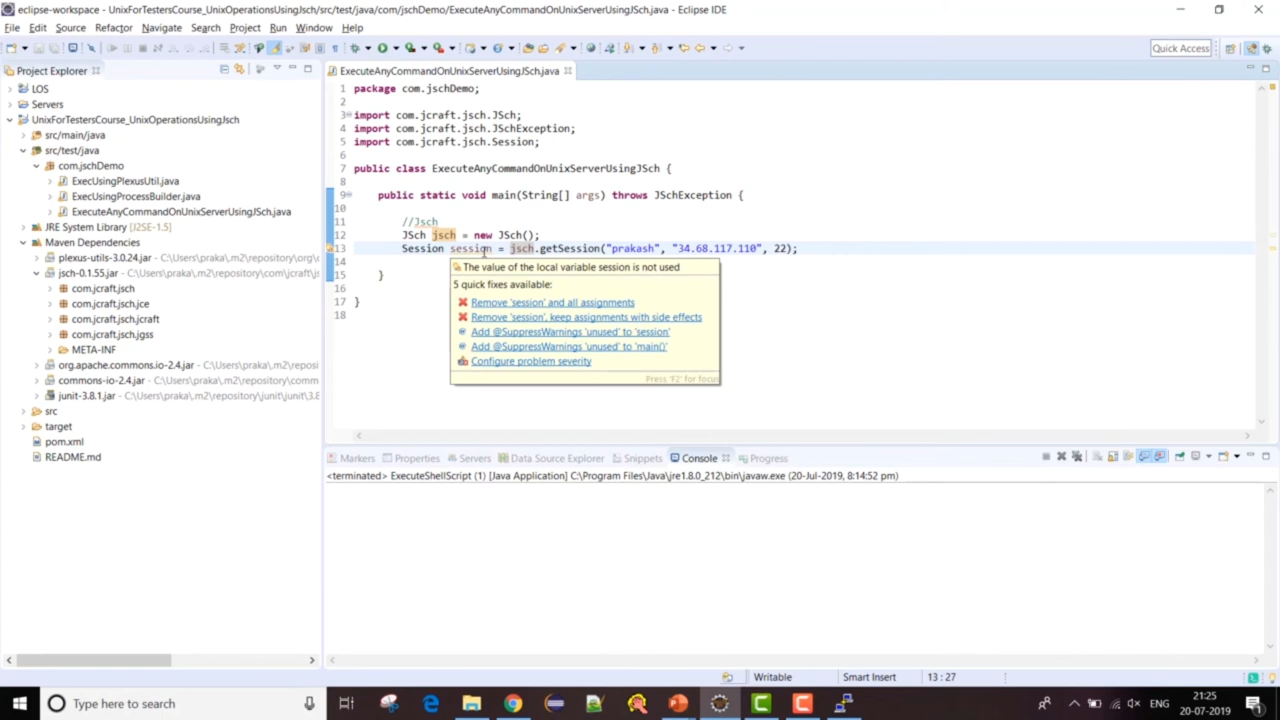 eclipse-workspace - UnixForTestersCourse_UnixOperationsUsingJsch/src/test/java/com/jschDemo/ExecuteAnyCommandOnUnixServerUsingJSch.java - Eclipse IDE
File Edit Source Refactor Navigate Search Project Run Window Help
Quick Access
Project Explorer
LOS
Servers
UnixForTestersCourse_UnixOperationsUsingJsch
src/main/java
src/test/java
com.jschDemo
ExecUsingPlexusUtil.java
ExecUsingProcessBuilder.java
ExecuteAnyCommandOnUnixServerUsingJSch.java
JRE System Library [J2SE-1.5]
Maven Dependencies
plexus-utils-3.0.24.jar - C:\Users\praka\.m2\repository\org\c
jsch-0.1.55.jar - C:\Users\praka\.m2\repository\com\jcraft\js
com.jcraft.jsch
com.jcraft.jsch.jce
com.jcraft.jsch.jcraft
com.jcraft.jsch.jgss
META-INF
org.apache.commons.io-2.4.jar - C:\Users\praka\.m2\reposito
commons-io-2.4.jar - C:\Users\praka\.m2\repository\comm
junit-3.8.1.jar - C:\Users\praka\.m2\repository\junit\junit\3.8
src
target
pom.xml
README.md
ExecuteAnyCommandOnUnixServerUsingJSch.java
1 package com.jschDemo;
2
3 import com.jcraft.jsch.JSch;
4 import com.jcraft.jsch.JSchException;
5 import com.jcraft.jsch.Session;
6
7 public class ExecuteAnyCommandOnUnixServerUsingJSch {
8
9 public static void main(String[] args) throws JSchException {
10
11 //Jsch
12 JSch jsch = new JSch();
13 Session session = jsch.getSession("prakash", "34.68.117.110", 22);
14
15 }
16
17 }
18
The value of the local variable session is not used
5 quick fixes available:
Remove 'session' and all assignments
Remove 'session', keep assignments with side effects
Add @SuppressWarnings 'unused' to 'session'
Add @SuppressWarnings 'unused' to 'main()'
Configure problem severity
Press 'F2' for focus
Markers Properties Servers Data Source Explorer Snippets Console Progress
<terminated> ExecuteShellScript (1) [Java Application] C:\Program Files\Java\jre1.8.0_212\bin\javaw.exe (20-Jul-2019, 8:14:52 pm)
Writable Smart Insert 13 : 27
Type here to search
ENG
21:25
20-07-2019